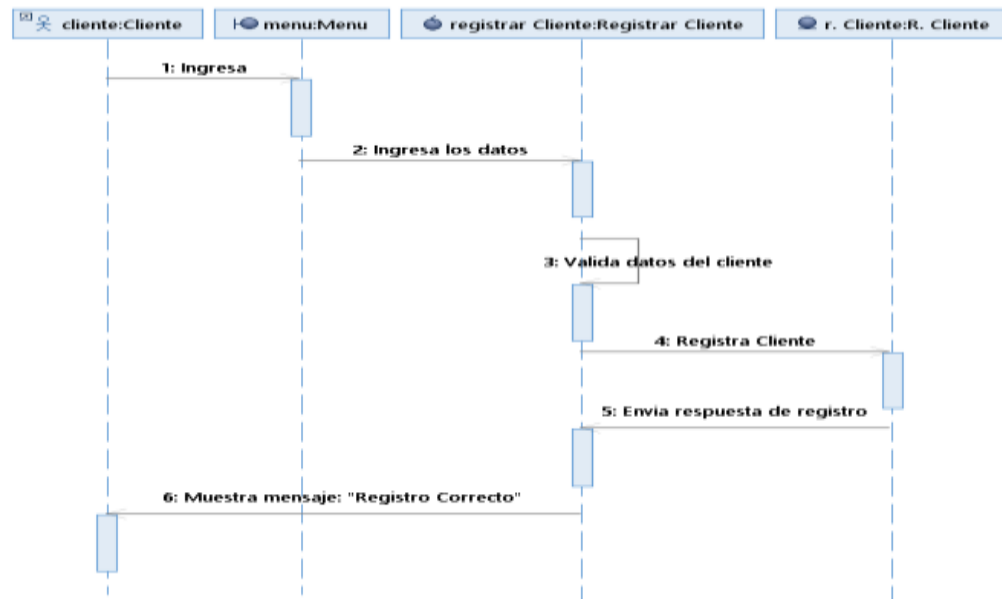 cliente:Cliente
menu:Menu
registrar Cliente:Registrar Cliente
r. Cliente:R. Cliente
1: Ingresa
2: Ingresa los datos
3: Valida datos del cliente
4: Registra Cliente
5: Envia respuesta de registro
6: Muestra mensaje: "Registro Correcto"